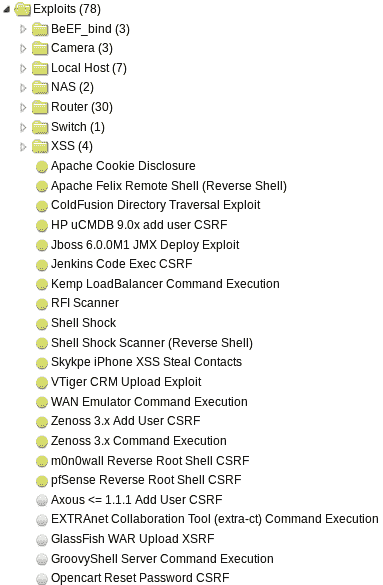 Exploits (78)
BeEF_bind (3)
Camera (3)
Local Host (7)
NAS (2)
Router (30)
Switch (1)
XSS (4)
Apache Cookie Disclosure
Apache Felix Remote Shell (Reverse Shell)
ColdFusion Directory Traversal Exploit
HP uCMDB 9.0x add user CSRF
Jboss 6.0.0M1 JMX Deploy Exploit
Jenkins Code Exec CSRF
Kemp LoadBalancer Command Execution
RFI Scanner
Shell Shock
Shell Shock Scanner (Reverse Shell)
Skykpe iPhone XSS Steal Contacts
VTiger CRM Upload Exploit
WAN Emulator Command Execution
Zenoss 3.x Add User CSRF
Zenoss 3.x Command Execution
m0n0wall Reverse Root Shell CSRF
pfSense Reverse Root Shell CSRF
Axous <= 1.1.1 Add User CSRF
EXTRAnet Collaboration Tool (extra-ct) Command Execution
GlassFish WAR Upload XSRF
GroovyShell Server Command Execution
Opencart Reset Password CSRF